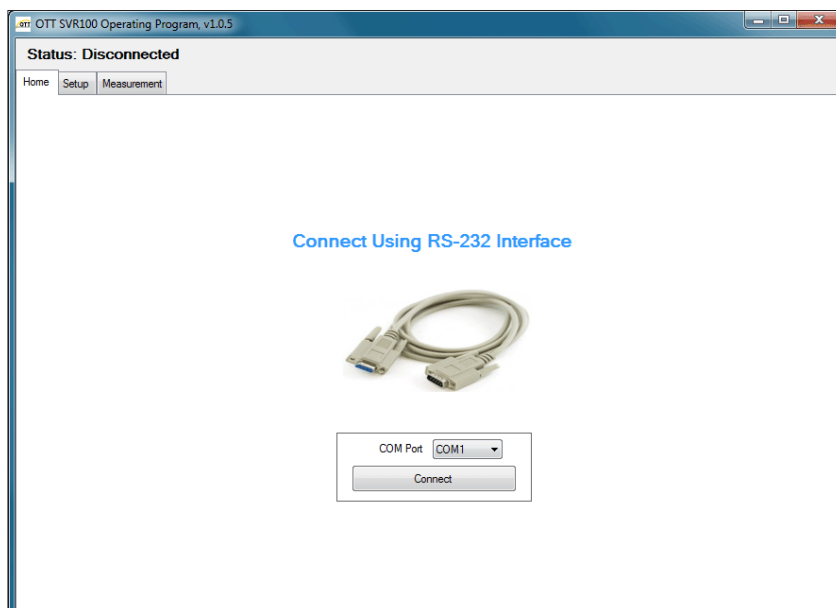 OTT OTT SVR100 Operating Program, v1.0.5
Status: Disconnected
Home Setup Measurement
Connect Using RS-232 Interface
COM Port COM1
Connect